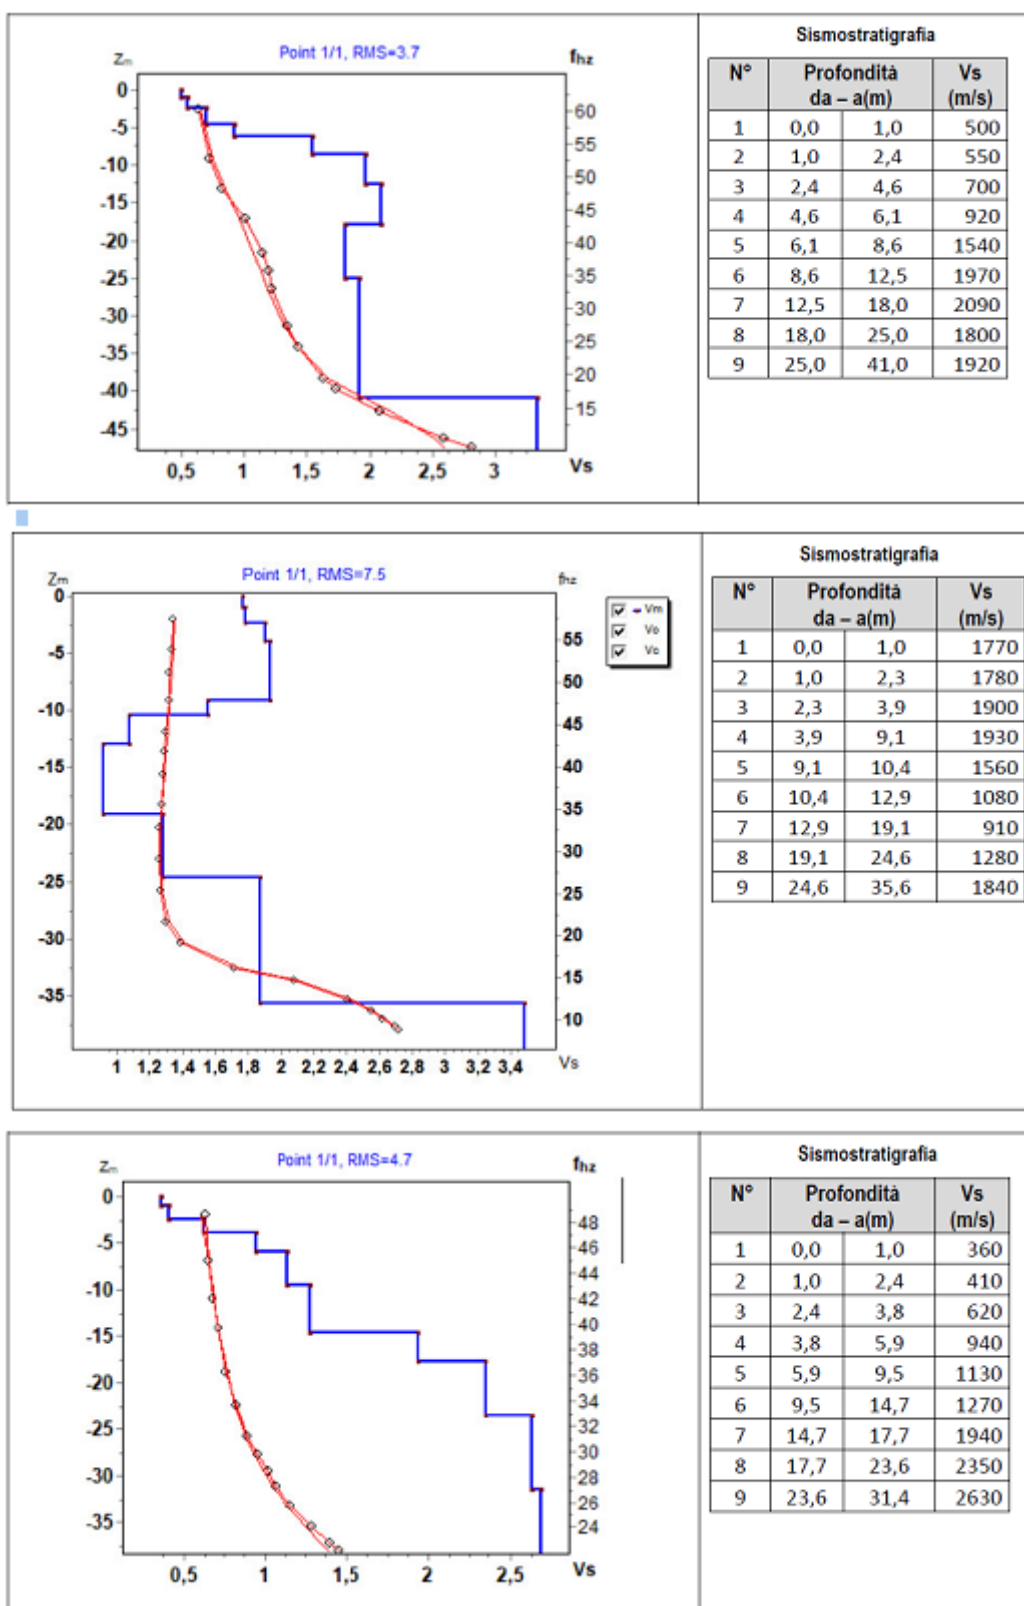 Point 1/1, RMS=3.7
Zm
fhz
0
-5
-10
-15
-20
-25
-30
-35
-40
-45
60
55
50
45
40
35
30
25
20
15
0,5 1 1,5 2 2,5 3 Vs
Sismostratigrafia
N° Profondità da – a(m) Vs (m/s)
1 0,0 1,0 500
2 1,0 2,4 550
3 2,4 4,6 700
4 4,6 6,1 920
5 6,1 8,6 1540
6 8,6 12,5 1970
7 12,5 18,0 2090
8 18,0 25,0 1800
9 25,0 41,0 1920
Point 1/1, RMS=7.5
Zm
fhz
0
-5
-10
-15
-20
-25
-30
-35
55
50
45
40
35
30
25
20
15
10
Vm
Vo
Vc
1 1,2 1,4 1,6 1,8 2 2,2 2,4 2,6 2,8 3 3,2 3,4 Vs
Sismostratigrafia
N° Profondità da – a(m) Vs (m/s)
1 0,0 1,0 1770
2 1,0 2,3 1780
3 2,3 3,9 1900
4 3,9 9,1 1930
5 9,1 10,4 1560
6 10,4 12,9 1080
7 12,9 19,1 910
8 19,1 24,6 1280
9 24,6 35,6 1840
Point 1/1, RMS=4.7
Zm
fhz
0
-5
-10
-15
-20
-25
-30
-35
48
46
44
42
40
38
36
34
32
30
28
26
24
0,5 1 1,5 2 2,5 Vs
Sismostratigrafia
N° Profondità da – a(m) Vs (m/s)
1 0,0 1,0 360
2 1,0 2,4 410
3 2,4 3,8 620
4 3,8 5,9 940
5 5,9 9,5 1130
6 9,5 14,7 1270
7 14,7 17,7 1940
8 17,7 23,6 2350
9 23,6 31,4 2630